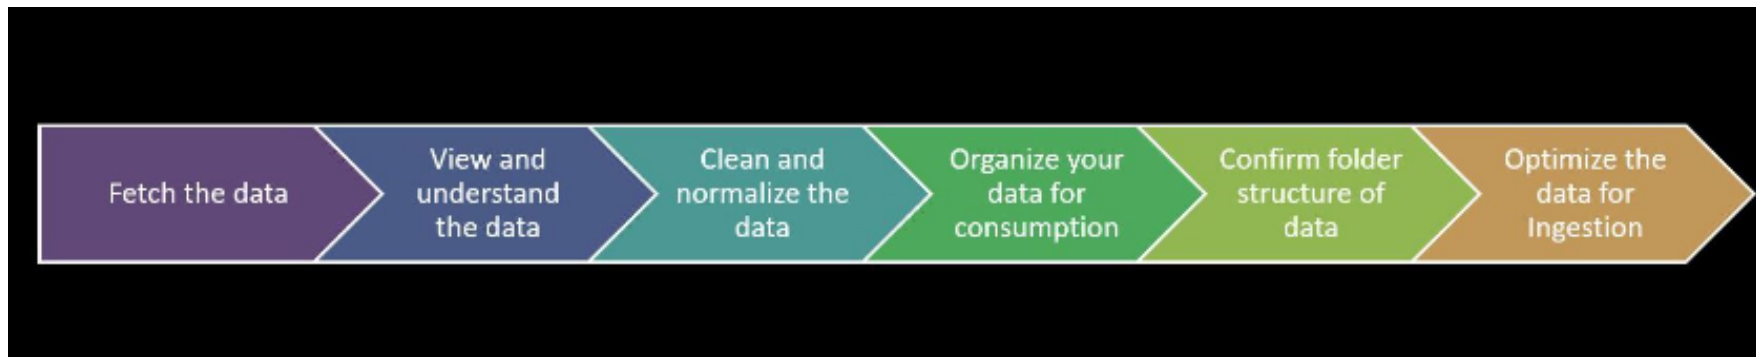 Fetch the data
View and
understand
the data
Clean and
normalize the
data
Organize your
data for
consumption
Confirm folder
structure of
data
Optimize the
data for
Ingestion